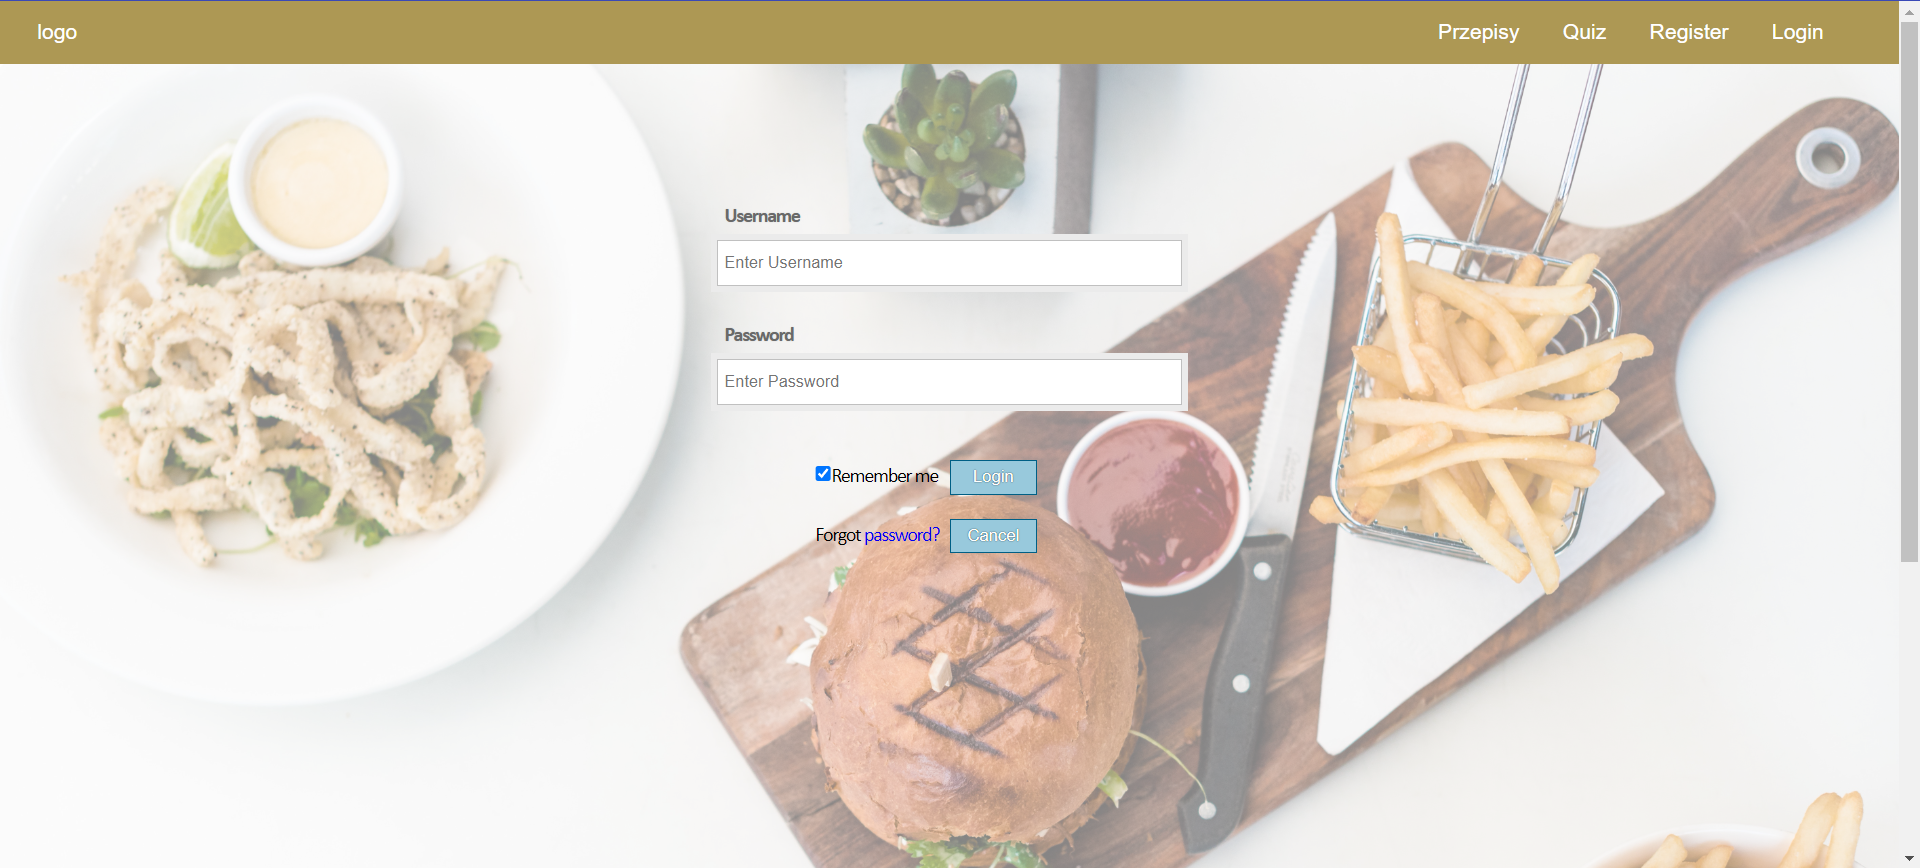 logo Przepisy Quiz Register Login
Username
Enter Username
Password
Enter Password
Remember me Login
Forgot password? Cancel